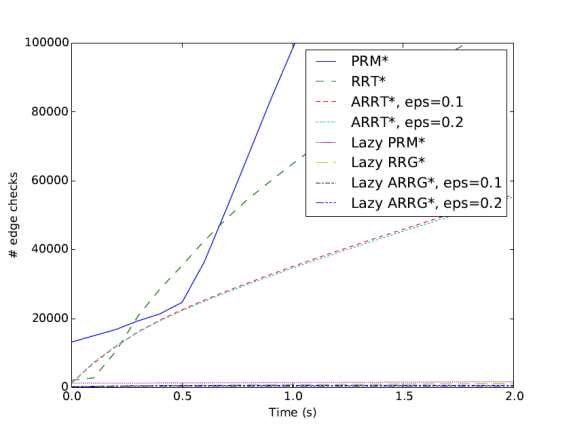 100000
80000
60000
40000
20000
0
# edge checks
PRM*
RRT*
ARRT*, eps=0.1
ARRT*, eps=0.2
Lazy PRM*
Lazy RRG*
Lazy ARRG*, eps=0.1
Lazy ARRG*, eps=0.2
0.0 0.5 1.0 1.5 2.0
Time (s)